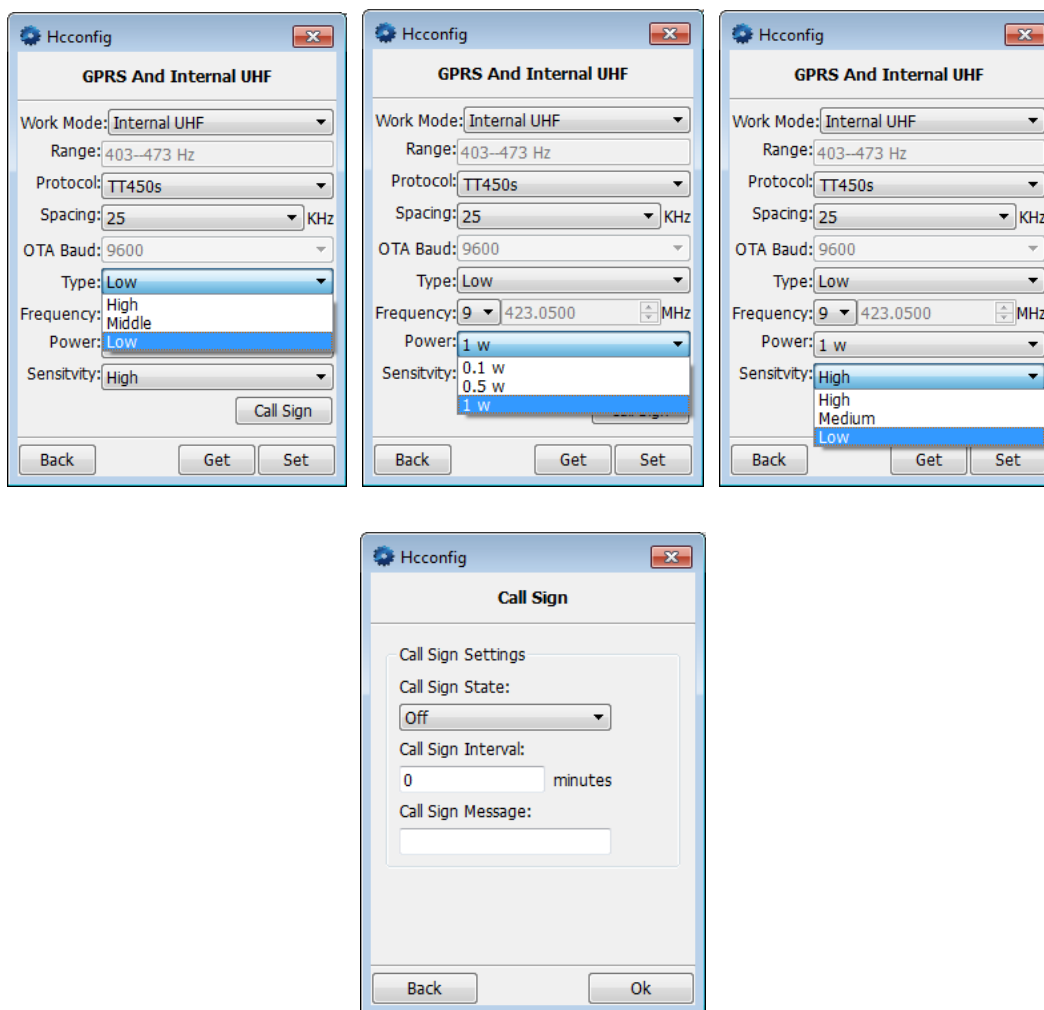 Hcconfig
GPRS And Internal UHF
Work Mode: Internal UHF
Range: 403--473 Hz
Protocol: TT450s
Spacing: 25 KHz
OTA Baud: 9600
Type: Low
High
Middle
Low
Frequency:
Power:
Sensitvity: High
Call Sign
Back Get Set
Hcconfig
GPRS And Internal UHF
Work Mode: Internal UHF
Range: 403--473 Hz
Protocol: TT450s
Spacing: 25 KHz
OTA Baud: 9600
Type: Low
Frequency: 9 423.0500 MHz
Power: 1 w
0.1 w
Sensitvity:
0.5 w
1 w
Back Get Set
Hcconfig
GPRS And Internal UHF
Work Mode: Internal UHF
Range: 403--473 Hz
Protocol: TT450s
Spacing: 25 KHz
OTA Baud: 9600
Type: Low
Frequency: 9 423.0500 MHz
Power: 1 w
Sensitvity: High
High
Medium
Low
Back Get Set
Hcconfig
Call Sign
Call Sign Settings
Call Sign State:
Off
Call Sign Interval:
0 minutes
Call Sign Message:
Back Ok